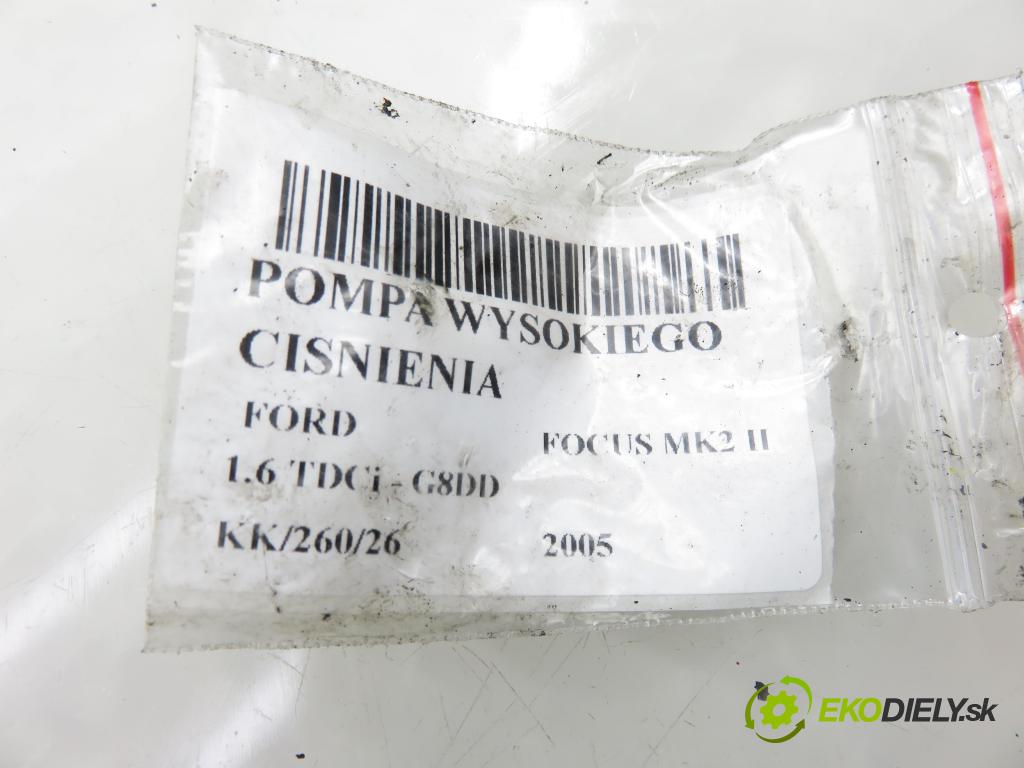 POMPA WYSOKIEGO
CISNIENIA
FORD FOCUS MK2 II
1.6 TDCi - G8DD
KK/260/26 2005
EKODIELY.sk